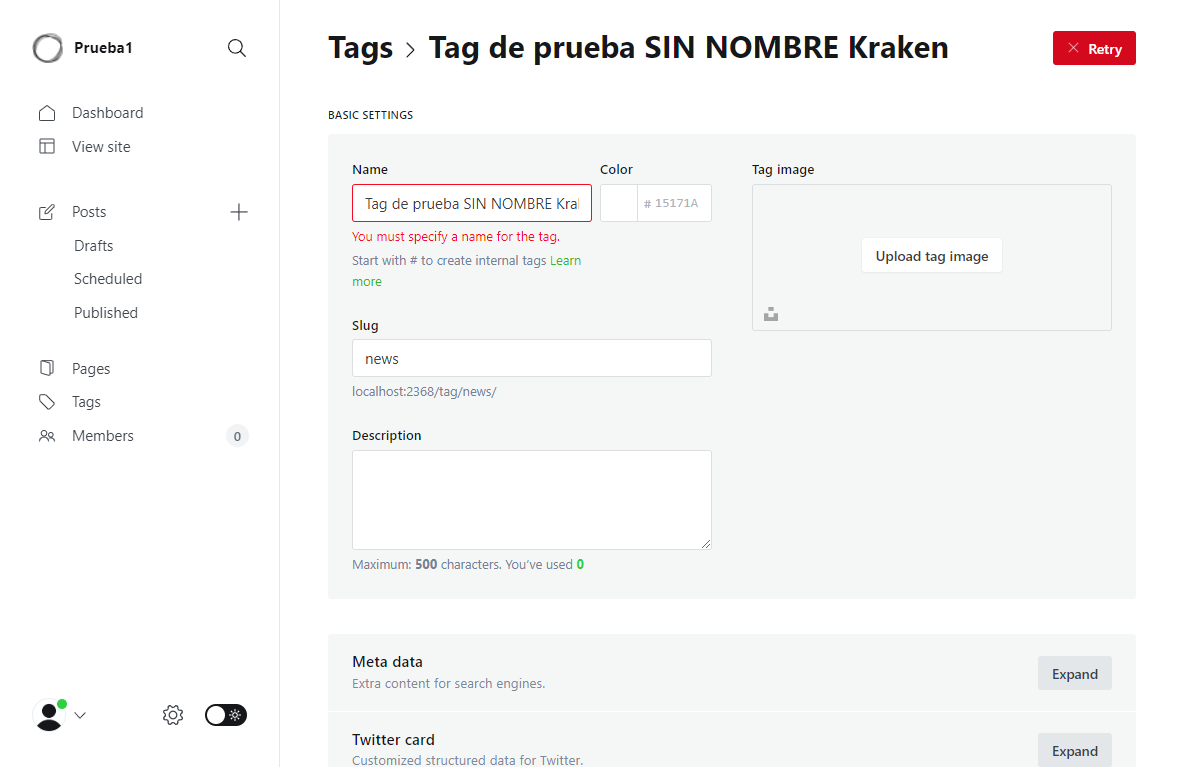 Prueba1
Dashboard
View site
Posts
Drafts
Scheduled
Published
Pages
Tags
Members
0
Tags > Tag de prueba SIN NOMBRE Kraken
Retry
BASIC SETTINGS
Name
Color
Tag image
Tag de prueba SIN NOMBRE Kra
# 15171A
You must specify a name for the tag.
Start with # to create internal tags Learn
more
Upload tag image
Slug
news
localhost:2368/tag/news/
Description
Maximum: 500 characters. You’ve used 0
Meta data
Extra content for search engines.
Expand
Twitter card
Customized structured data for Twitter.
Expand